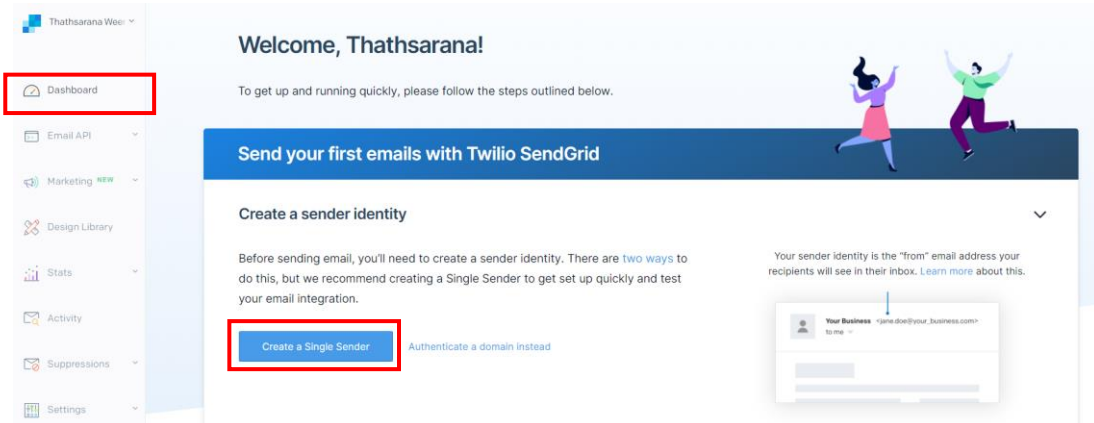 Thathsarana Weer
Dashboard
Email API
Marketing NEW
Design Library
Stats
Activity
Suppressions
Settings
Welcome, Thathsarana!
To get up and running quickly, please follow the steps outlined below.
Send your first emails with Twilio SendGrid
Create a sender identity
Before sending email, you'll need to create a sender identity. There are two ways to
do this, but we recommend creating a Single Sender to get set up quickly and test
your email integration.
Create a Single Sender
Authenticate a domain instead
Your sender identity is the "from" email address your
recipients will see in their inbox. Learn more about this.
Your Business <jane.doe@your_business.com>
to me